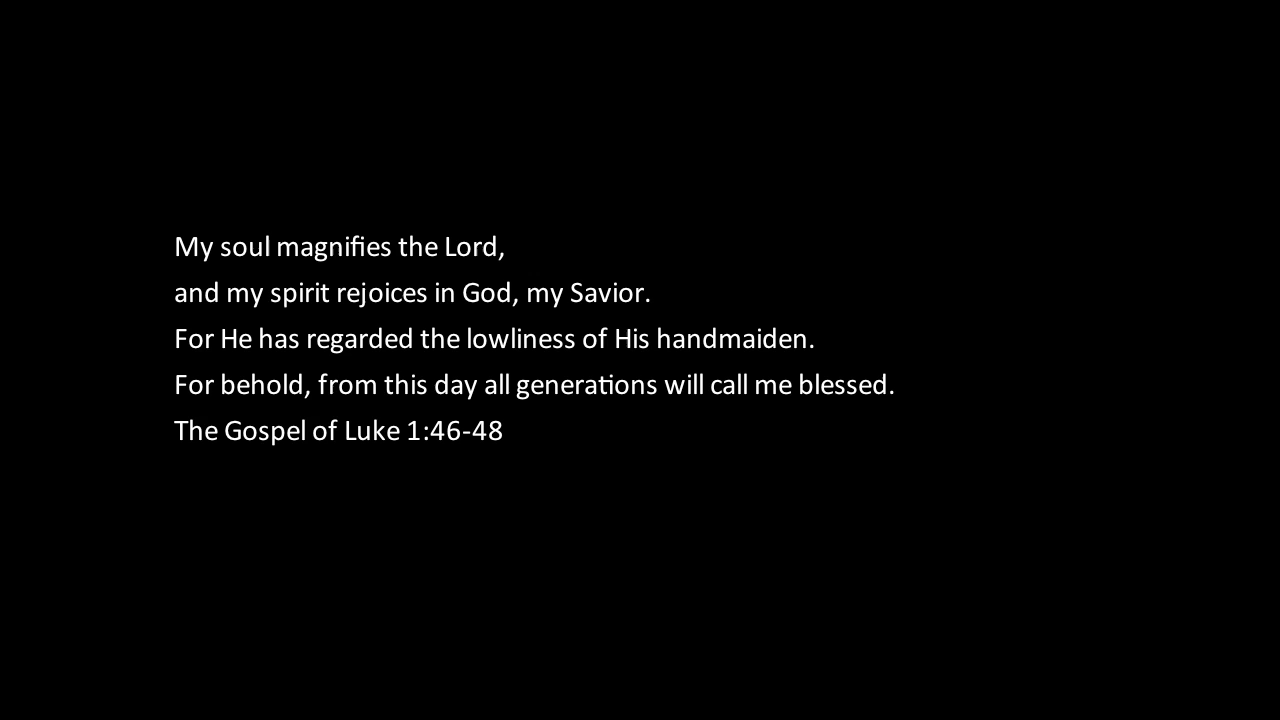 My soul magnifies the Lord,
and my spirit rejoices in God, my Savior.
For He has regarded the lowliness of His handmaiden.
For behold, from this day all generations will call me blessed.
The Gospel of Luke 1:46-48